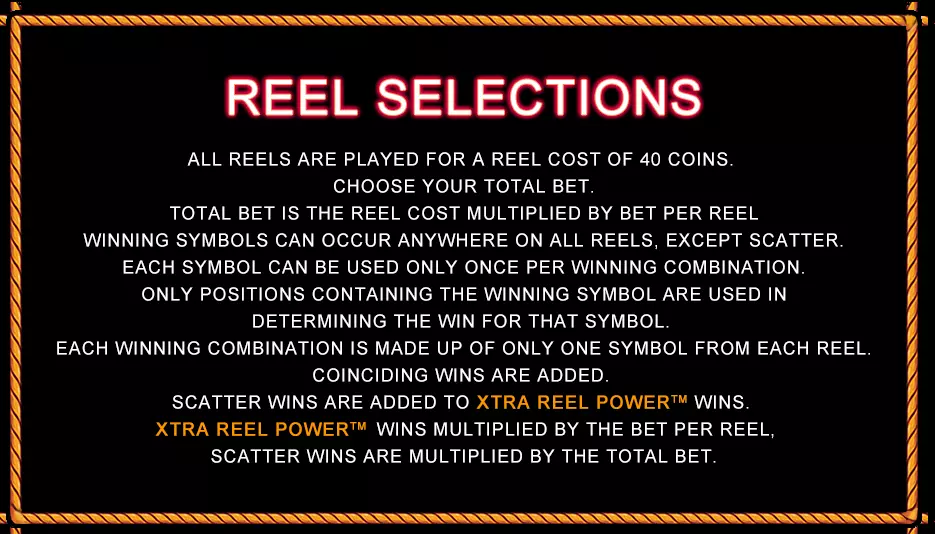 REEL SELECTIONS
ALL REELS ARE PLAYED FOR A REEL COST OF 40 COINS.
CHOOSE YOUR TOTAL BET.
TOTAL BET IS THE REEL COST MULTIPLIED BY BET PER REEL
WINNING SYMBOLS CAN OCCUR ANYWHERE ON ALL REELS, EXCEPT SCATTER.
EACH SYMBOL CAN BE USED ONLY ONCE PER WINNING COMBINATION.
ONLY POSITIONS CONTAINING THE WINNING SYMBOL ARE USED IN
DETERMINING THE WIN FOR THAT SYMBOL.
EACH WINNING COMBINATION IS MADE UP OF ONLY ONE SYMBOL FROM EACH REEL.
COINCIDING WINS ARE ADDED.
SCATTER WINS ARE ADDED TO XTRA REEL POWER™ WINS.
XTRA REEL POWER™ WINS MULTIPLIED BY THE BET PER REEL,
SCATTER WINS ARE MULTIPLIED BY THE TOTAL BET.